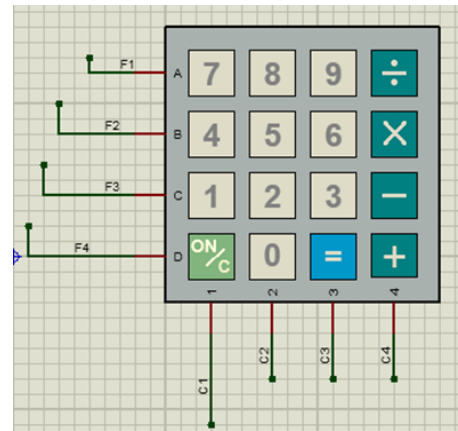 F1 A 7 8 9 ÷
F2 B 4 5 6 ×
F3 C 1 2 3 −
F4 D ON/C 0 = +
1 2 3 4
C1 C2 C3 C4